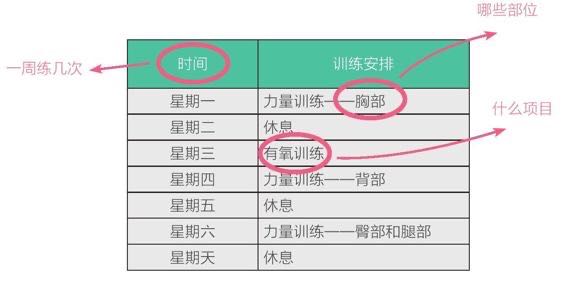 哪些部位
一周练几次
时间 训练安排
星期一 力量训练——胸部
什么项目
星期二 休息
星期三 有氧训练
星期四 力量训练——背部
星期五 休息
星期六 力量训练——臀部和腿部
星期天 休息